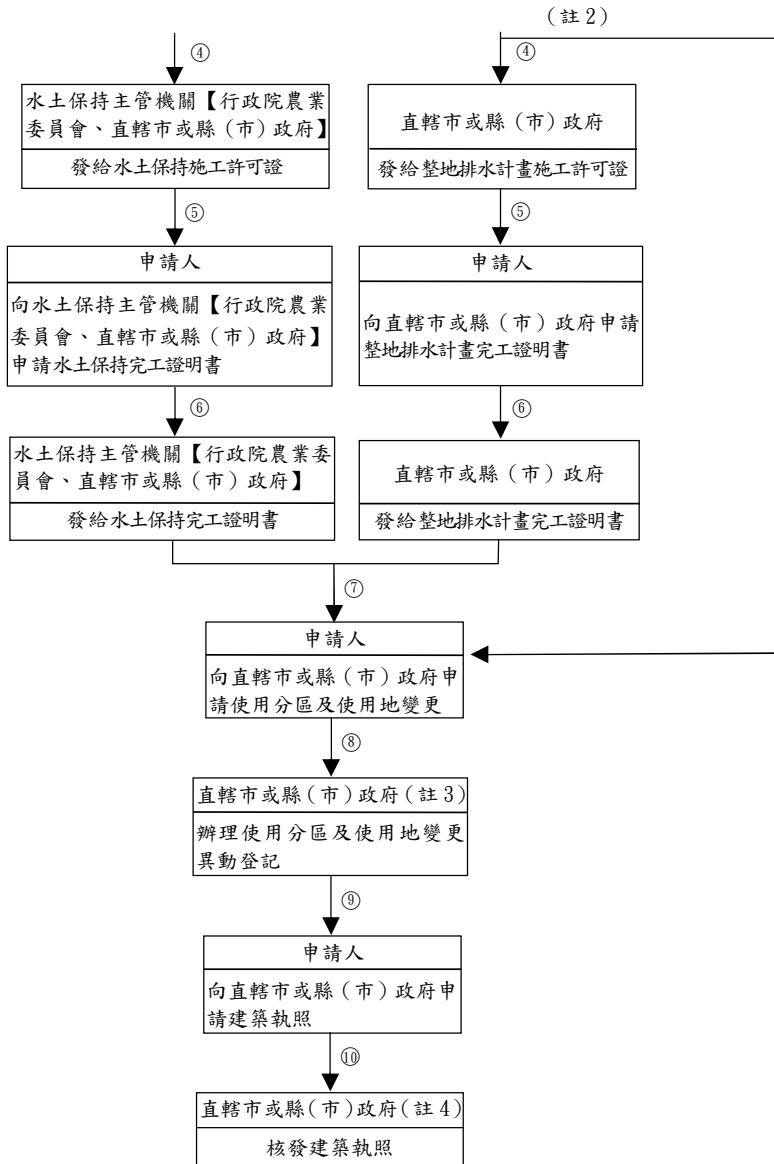 （註2）
④
④
水土保持主管機關【行政院農業
委員會、直轄市或縣（市）政府】
發給水土保持施工許可證
直轄市或縣（市）政府
發給整地排水計畫施工許可證
⑤
⑤
申請人
向水土保持主管機關【行政院農業
委員會、直轄市或縣（市）政府】
申請水土保持完工證明書
申請人
向直轄市或縣（市）政府申請
整地排水計畫完工證明書
⑥
⑥
水土保持主管機關【行政院農業委
員會、直轄市或縣（市）政府】
發給水土保持完工證明書
直轄市或縣（市）政府
發給整地排水計畫完工證明書
⑦
申請人
向直轄市或縣（市）政府申
請使用分區及使用地變更
⑧
直轄市或縣（市）政府（註3）
辦理使用分區及使用地變更
異動登記
⑨
申請人
向直轄市或縣（市）政府申
請建築執照
⑩
直轄市或縣（市）政府（註4）
核發建築執照